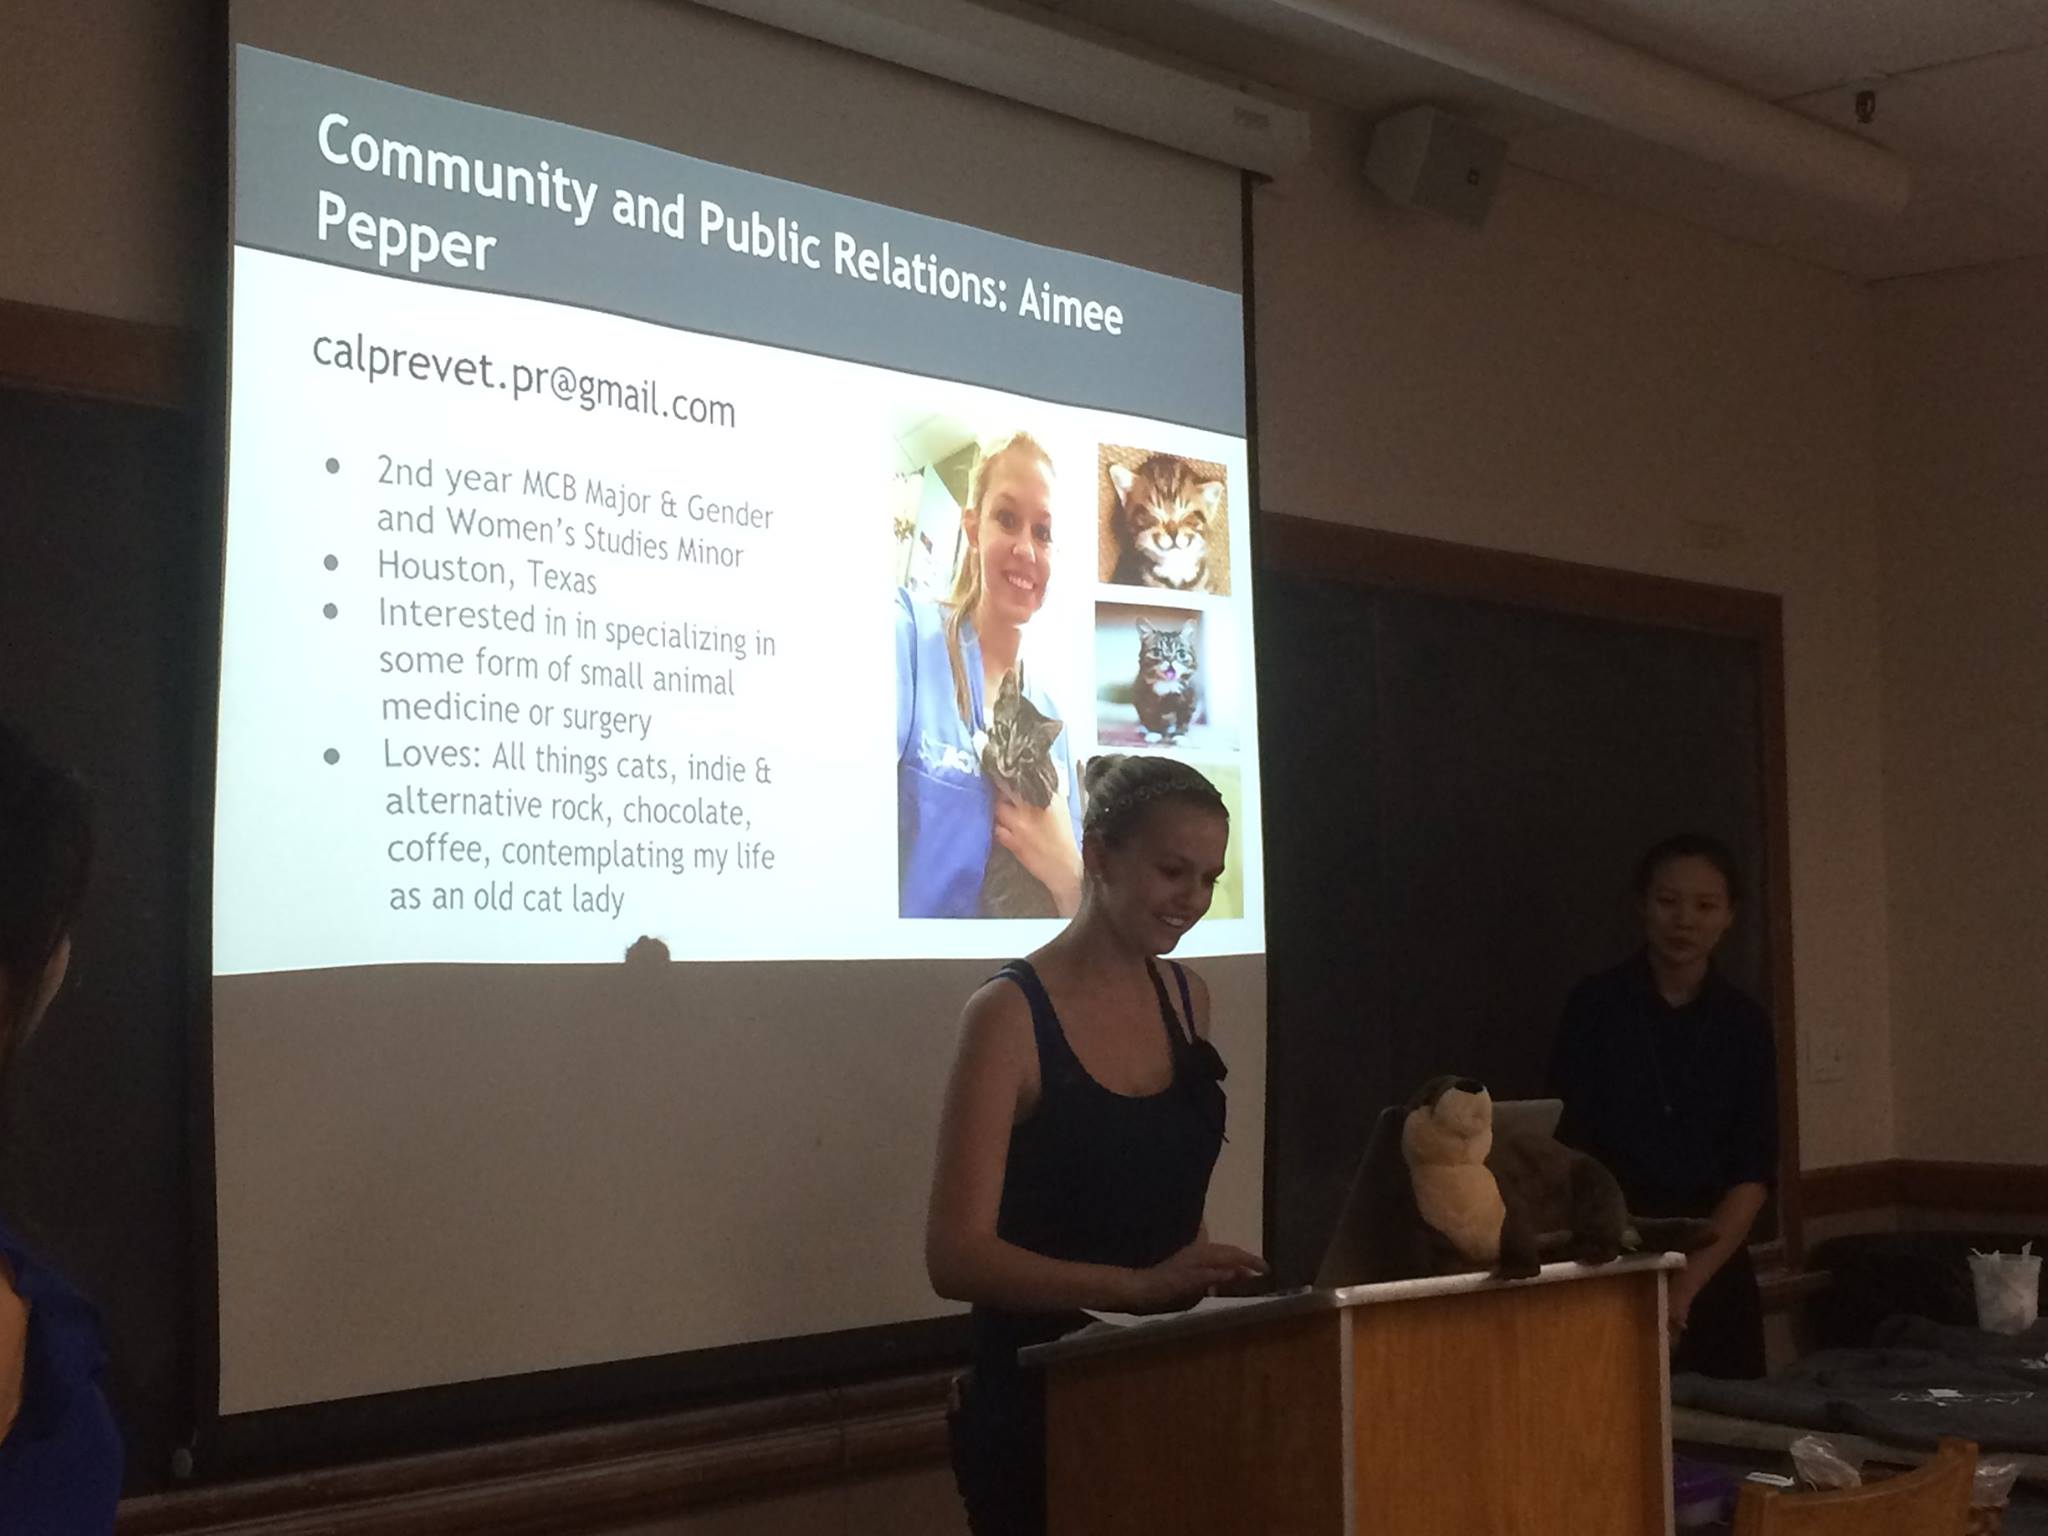 Community and Public Relations: Aimee
Pepper
calprevet.pr@gmail.com
• 2nd year MCB Major & Gender
and Women's Studies Minor
• Houston, Texas
• Interested in in specializing in
some form of small animal
medicine or surgery
• Loves: All things cats, indie &
alternative rock, chocolate,
coffee, contemplating my life
as an old cat lady